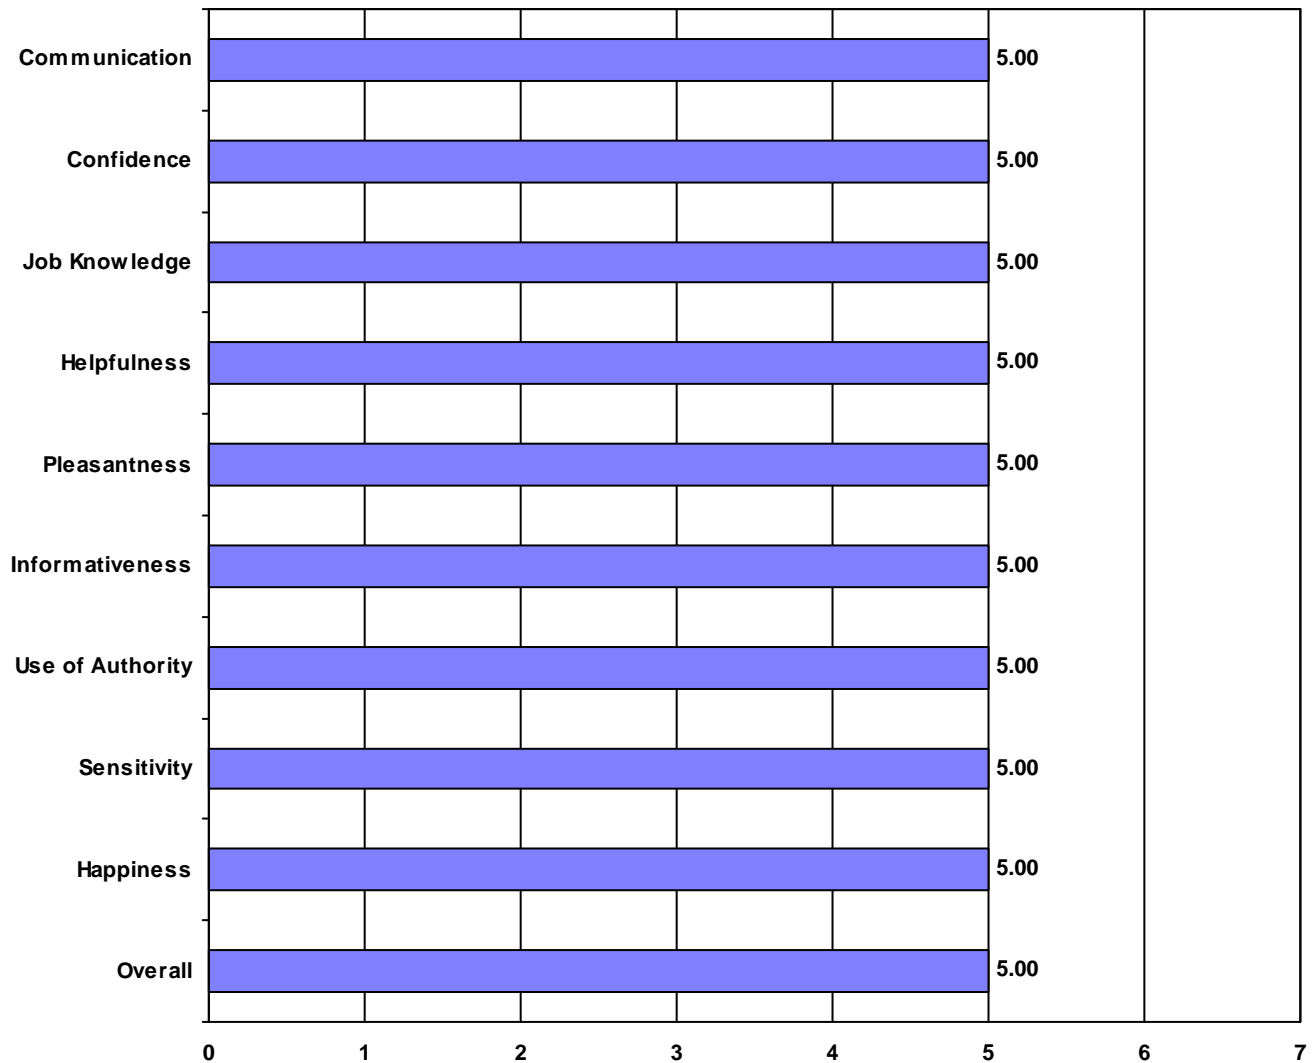 Communication 5.00
Confidence 5.00
Job Knowledge 5.00
Helpfulness 5.00
Pleasantness 5.00
Informativeness 5.00
Use of Authority 5.00
Sensitivity 5.00
Happiness 5.00
Overall 5.00
0 1 2 3 4 5 6 7